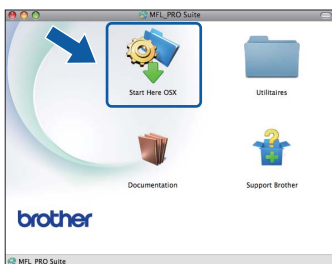 MFL_PRO Suite
Start Here OSX
Utilitaires
Documentation
Support Brother
brother
MFL_PRO Suite